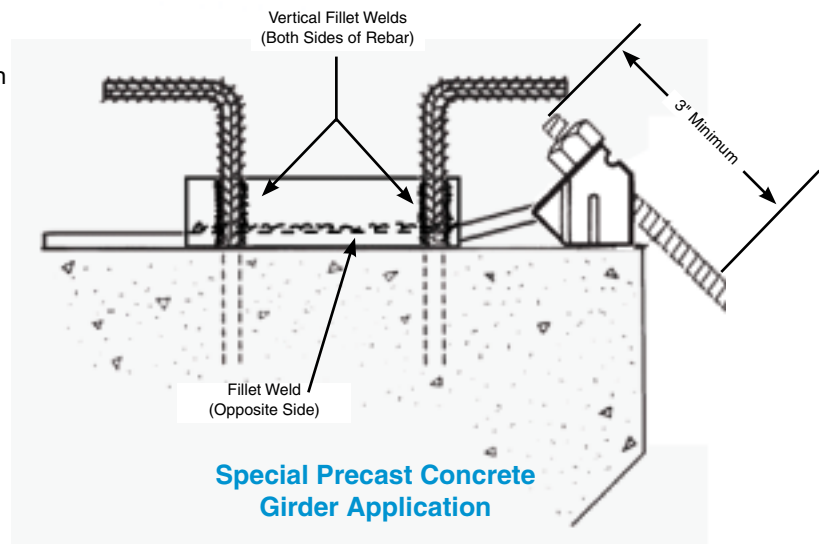 Vertical Fillet Welds
(Both Sides of Rebar)
n
3" Minimum
Fillet Weld
(Opposite Side)
Special Precast Concrete
Girder Application